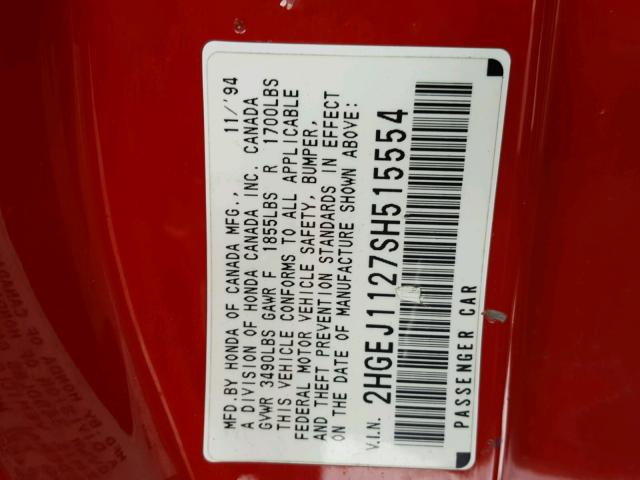 MFD.BY HONDA OF CANADA MFG., 11/'94
A DIVISION OF HONDA CANADA INC. CANADA
GVWR 3490LBS GAWR F 1855LBS R 1700LBS
THIS VEHICLE CONFORMS TO ALL APPLICABLE
FEDERAL MOTOR VEHICLE SAFETY, BUMPER,
AND THEFT PREVENTION STANDARDS IN EFFECT
ON THE DATE OF MANUFACTURE SHOWN ABOVE:
V.I.N. 2HGEJ1127SH515554
PASSENGER CAR